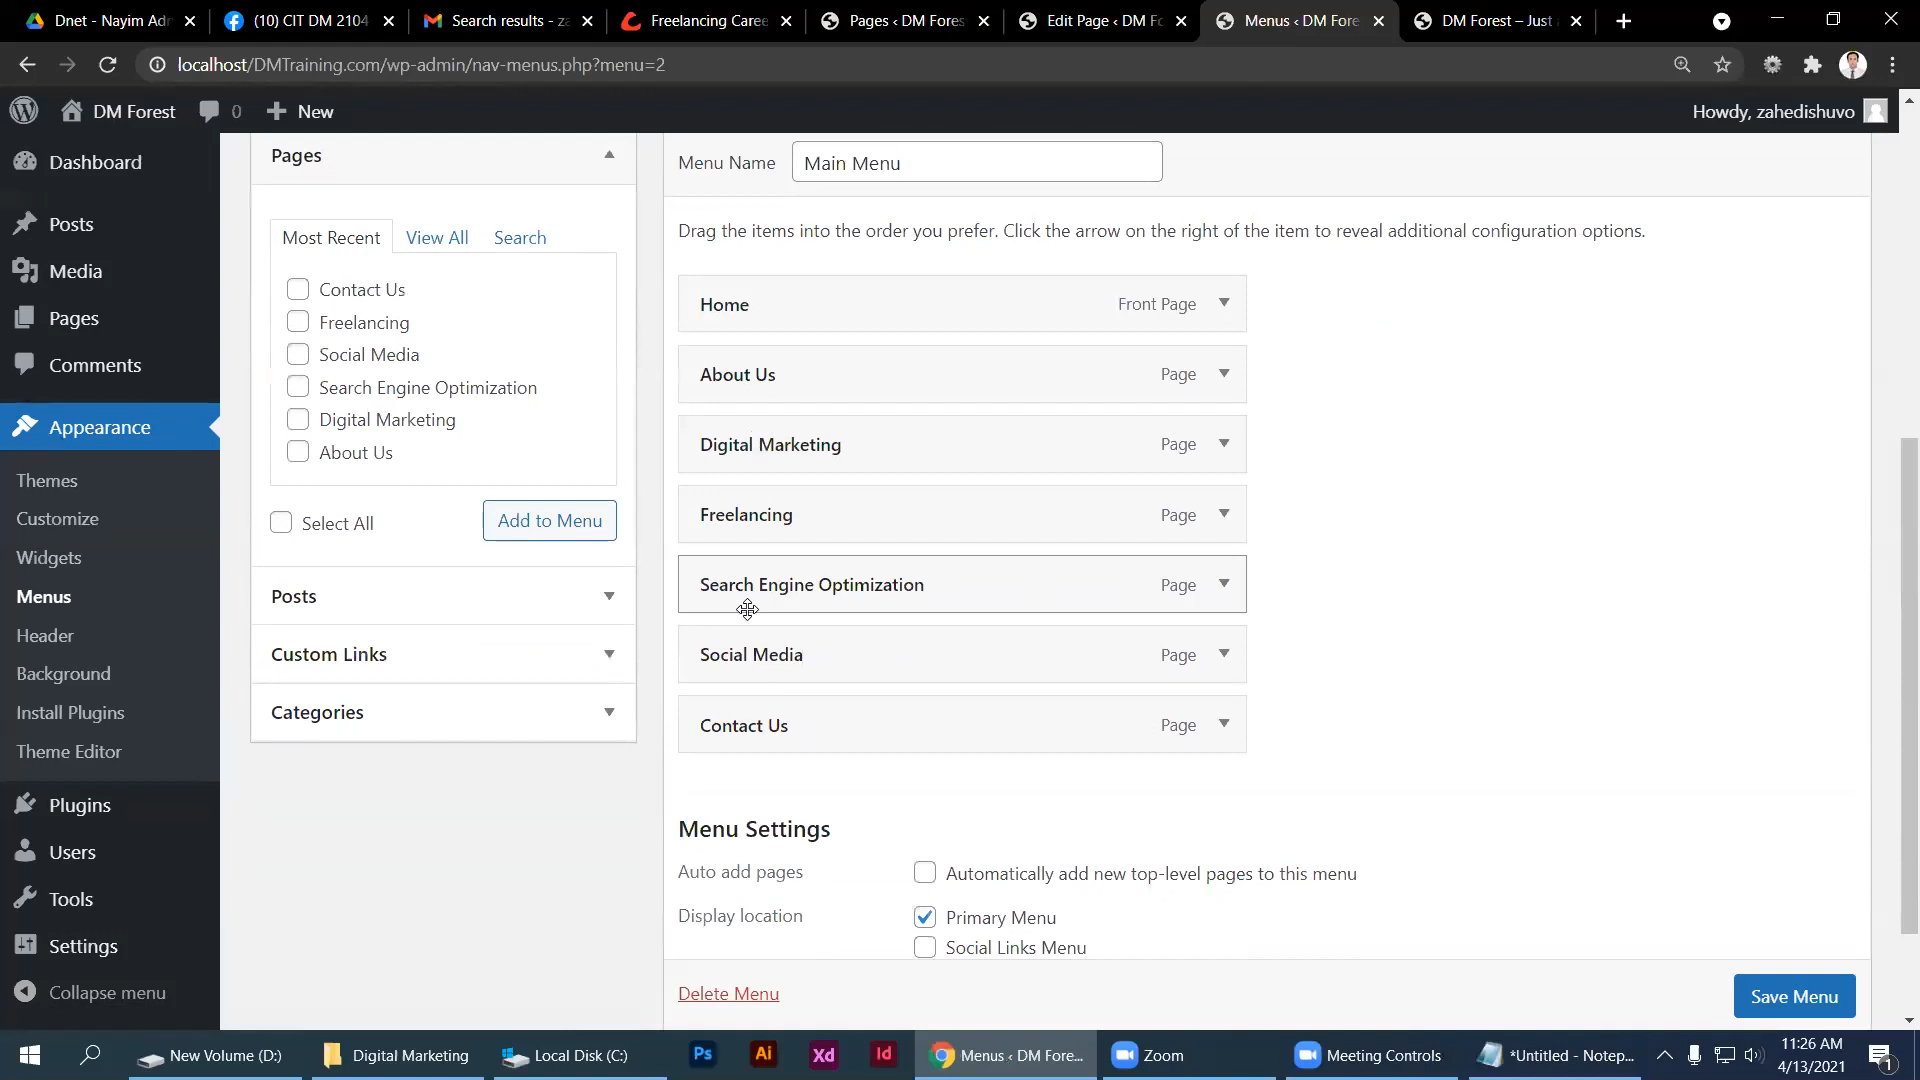 Dnet - Nayim Adn
(10) CIT DM 2104
Search results - za
Freelancing Caree
Pages ‹ DM Fores
Edit Page ‹ DM Fo
Menus ‹ DM Fore
DM Forest – Just a
localhost/DMTraining.com/wp-admin/nav-menus.php?menu=2
DM Forest
0
New
Howdy, zahedishuvo
Dashboard
Posts
Media
Pages
Comments
Appearance
Themes
Customize
Widgets
Menus
Header
Background
Install Plugins
Theme Editor
Plugins
Users
Tools
Settings
Collapse menu
Pages
Most Recent
View All
Search
Contact Us
Freelancing
Social Media
Search Engine Optimization
Digital Marketing
About Us
Select All
Add to Menu
Posts
Custom Links
Categories
Menu Name
Main Menu
Drag the items into the order you prefer. Click the arrow on the right of the item to reveal additional configuration options.
Home Front Page
About Us Page
Digital Marketing Page
Freelancing Page
Search Engine Optimization Page
Social Media Page
Contact Us Page
Menu Settings
Auto add pages
Automatically add new top-level pages to this menu
Display location
Primary Menu
Social Links Menu
Delete Menu
Save Menu
New Volume (D:)
Digital Marketing
Local Disk (C:)
Ps
Ai
Xd
Id
Menus ‹ DM Fore...
Zoom
Meeting Controls
*Untitled - Notep...
11:26 AM
4/13/2021
1